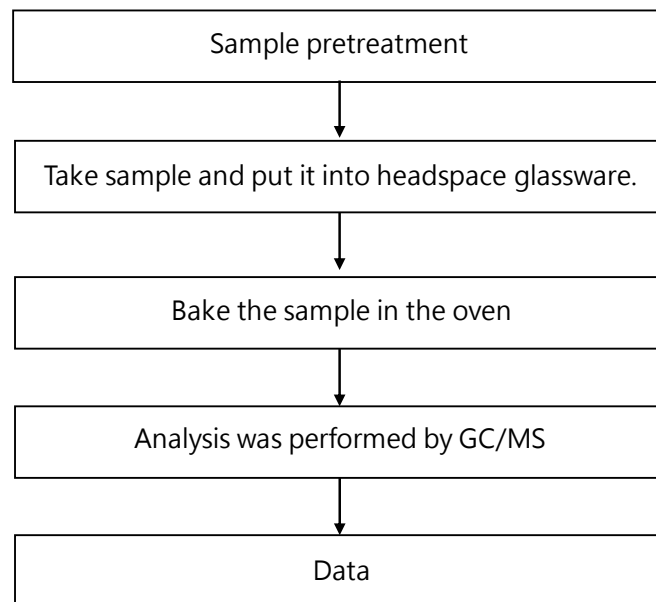 Sample pretreatment
Take sample and put it into headspace glassware.
Bake the sample in the oven
Analysis was performed by GC/MS
Data